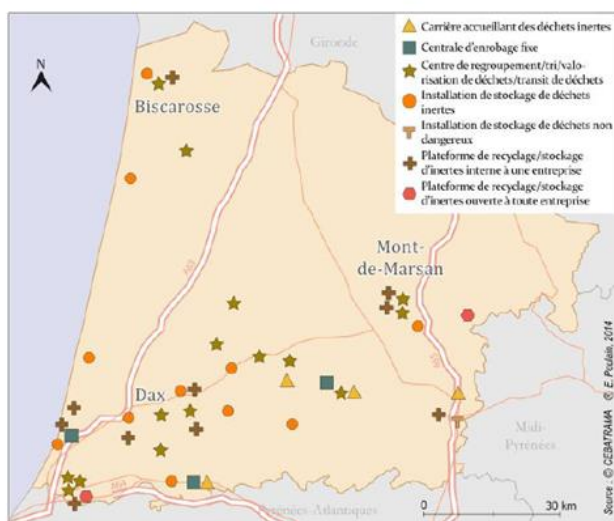 Gironde
Carrière accueillant des déchets inertes
Centrale d'enrobage fixe
Centre de regroupement/tri/valo-
risation de déchets/transit de déchets
Installation de stockage de déchets
inertes
Installation de stockage de déchets non
dangereux
Plateforme de recyclage/stockage
d'inertes interne à une entreprise
Plateforme de recyclage/stockage
d'inertes ouverte à toute entreprise
N
Biscarosse
A63
Mont-
de-Marsan
Dax
Midi-
Pyrénées
A64
Pyrénées-Atlantiques
0 30 km
Source : © CEBATRAMA ® E. Poulain, 2014